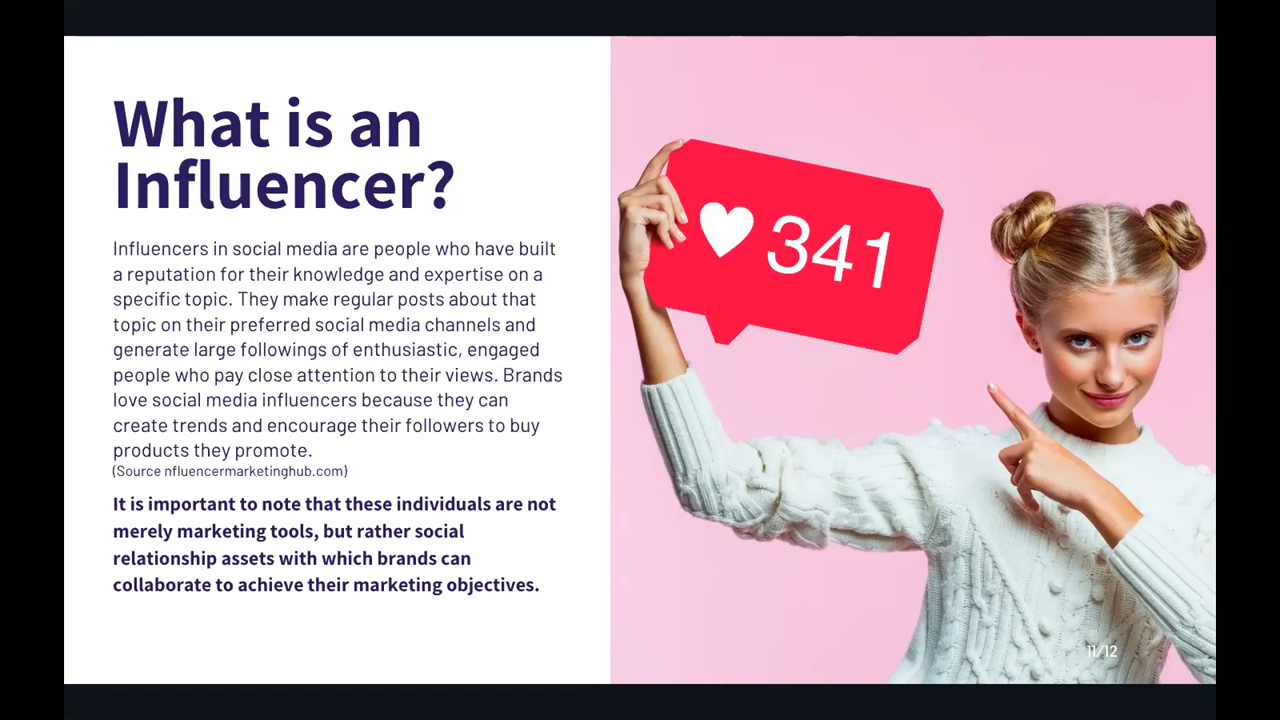 What is an
Influencer?
Influencers in social media are people who have built
a reputation for their knowledge and expertise on a
specific topic. They make regular posts about that
topic on their preferred social media channels and
generate large followings of enthusiastic, engaged
people who pay close attention to their views. Brands
love social media influencers because they can
create trends and encourage their followers to buy
products they promote.
(Source nfluencermarketinghub.com)
It is important to note that these individuals are not
merely marketing tools, but rather social
relationship assets with which brands can
collaborate to achieve their marketing objectives.
341
11/12